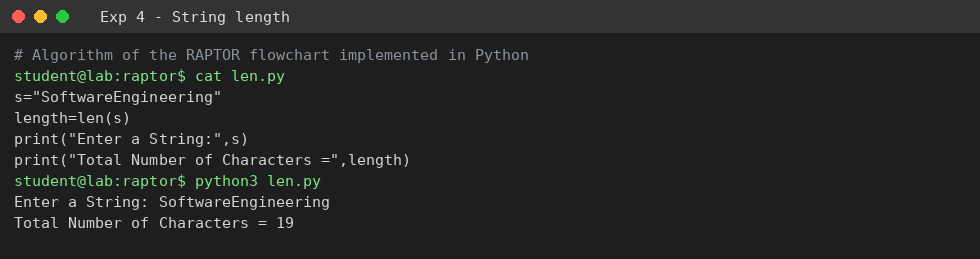 Exp 4 - String length
# Algorithm of the RAPTOR flowchart implemented in Python
student@lab:raptor$ cat len.py
s="SoftwareEngineering"
length=len(s)
print("Enter a String:",s)
print("Total Number of Characters =",length)
student@lab:raptor$ python3 len.py
Enter a String: SoftwareEngineering
Total Number of Characters = 19